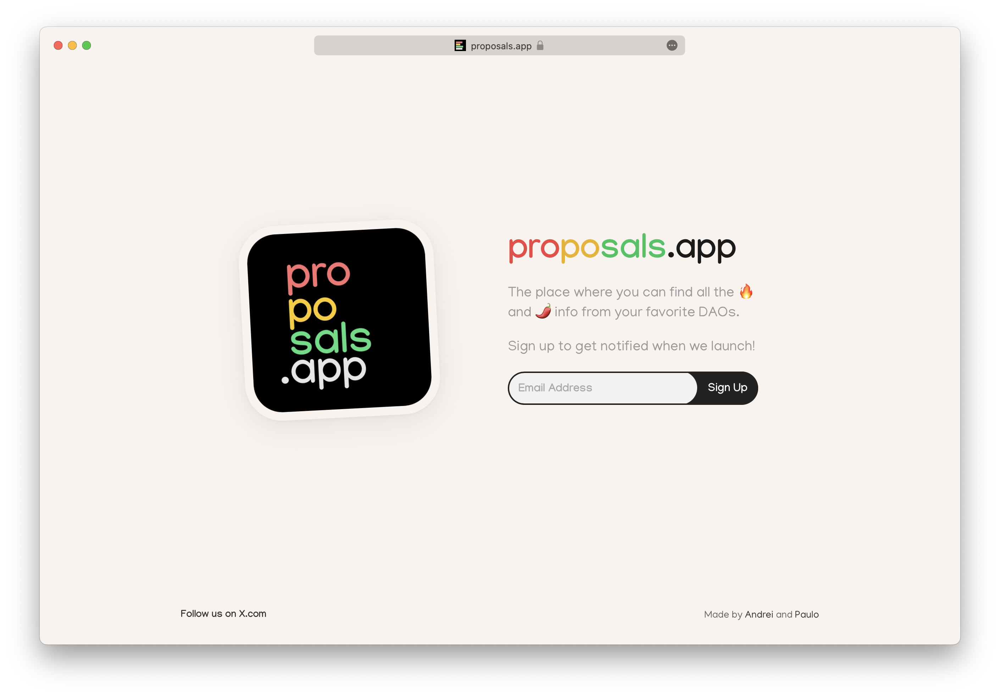 proposals.app
pro
po
sals
.app
proposals.app
The place where you can find all the 🔥
and 🌶️ info from your favorite DAOs.
Sign up to get notified when we launch!
Email Address
Sign Up
Follow us on X.com
Made by Andrei and Paulo